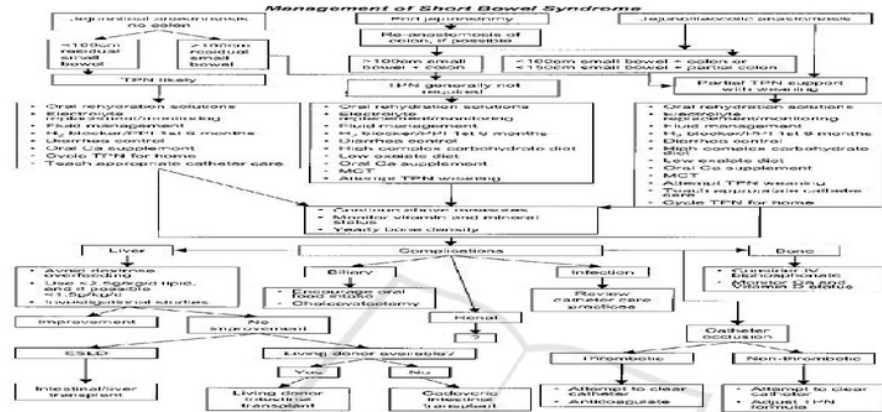 Management of Short Bowel Syndrome
no colon
End jejunostomy
Jejunoileocolic anastomosis
Re-anastomosis of
colon, if possible
<100cm
residual
small
bowel
≥100cm
residual
small
bowel
>100cm small
bowel + colon
<100cm small bowel + colon or
<150cm small bowel + partial colon
TPN likely
TPN generally not
required
Partial TPN support
with weaning
• Oral rehydration solutions
• Electrolyte
replacement/monitoring
• Fluid management
• H₂ blocker/PPI 1st 6 months
• Diarrhea control
• Oral Ca supplement
• Cycle TPN for home
• Teach appropriate catheter care
• Oral rehydration solutions
• Electrolyte
replacement/monitoring
• Fluid management
• H₂ blocker/PPI 1st 6 months
• Diarrhea control
• High complex carbohydrate diet
• Low oxalate diet
• Oral Ca supplement
• MCT
• Attempt TPN weaning
• Oral rehydration solutions
• Electrolyte
replacement/monitoring
• Fluid management
• H₂ blocker/PPI 1st 6 months
• Diarrhea control
• High complex carbohydrate
diet
• Low oxalate diet
• Oral Ca supplement
• MCT
• Attempt TPN weaning
• Teach appropriate catheter
care
• Cycle TPN for home
• Continue above measures
• Monitor vitamin and mineral
status
• Yearly bone density
Liver
Complications
Bone
• Avoid dextrose
overfeeding
• Use <2.5g/kg/d lipid,
and if possible
<1.5g/kg/d
• Investigational studies
Biliary
• Encourage oral
food intake
• Cholecystectomy
Infection
Review
catheter care
practices
• Consider IV
biphosphonate
• Monitor Ca and
Vitamin D status
Renal
?
Improvement
No
improvement
Catheter
occlusion
ESLD
Living donor available?
Thrombotic
Non-thrombotic
Yes
No
Intestinal/liver
transplant
Living donor
intestinal
transplant
Cadaveric
intestinal
transplant
• Attempt to clear
catheter
• Anticoagulate
• Attempt to clear
catheter
• Adjust TPN
formula